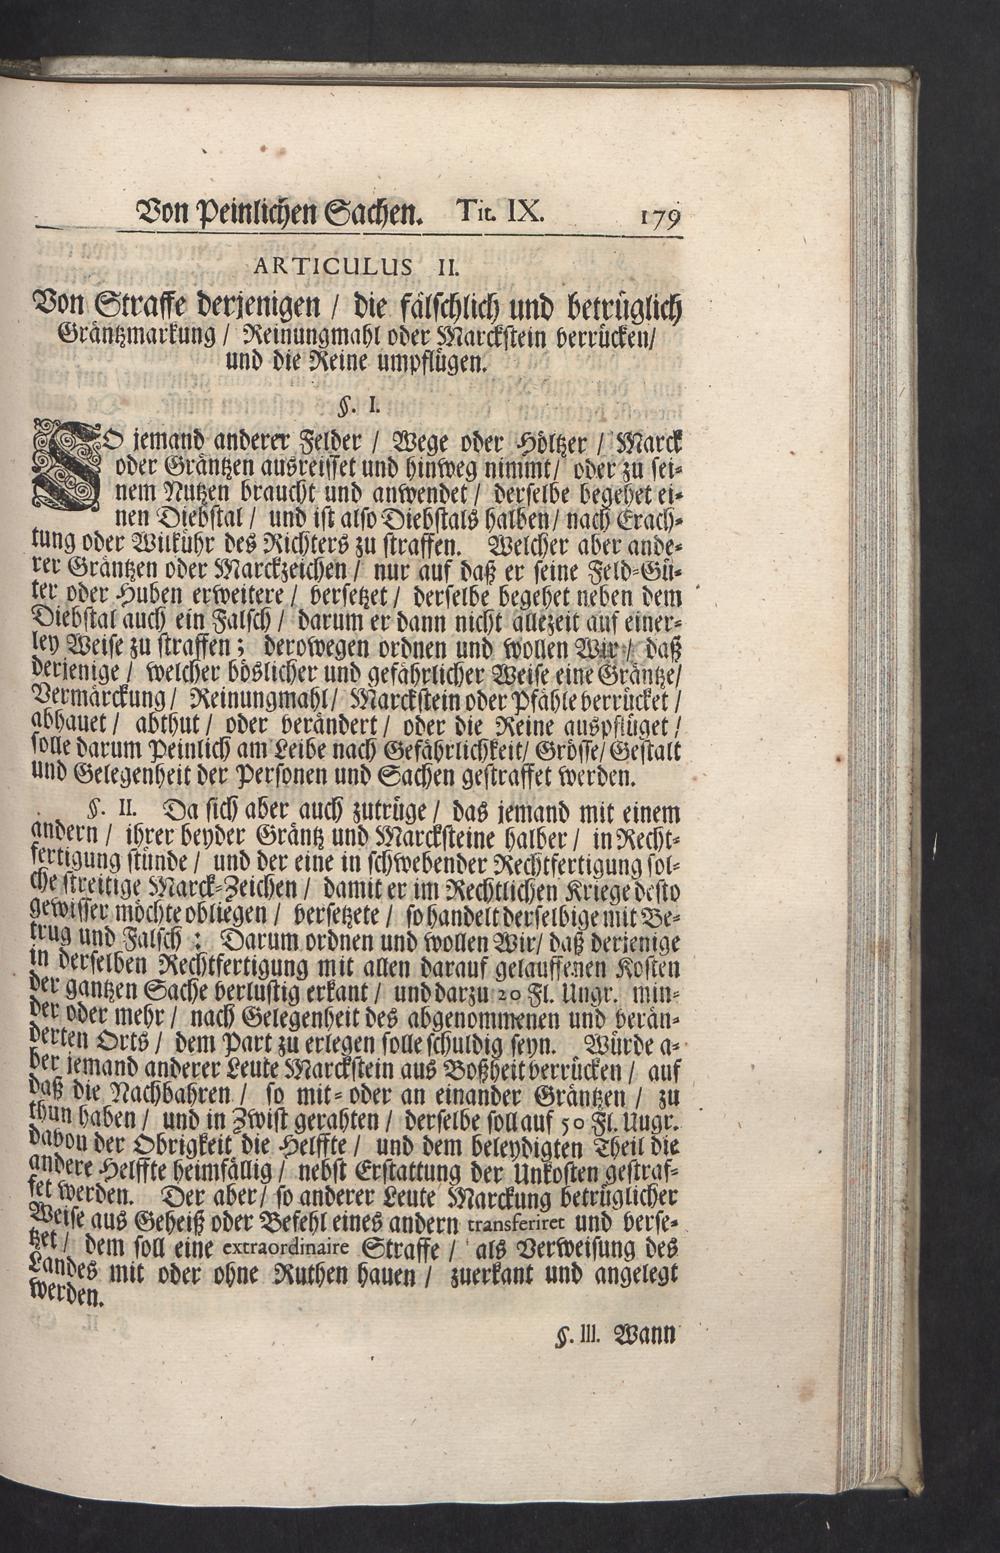 Von Peinlichen Sachen. Tit. IX. 179
ARTICULUS II.
Von Straffe derjenigen / die fälschlich und betrüglich
Gräntzmarkung / Reinungmahl oder Marckstein verrücken/
und die Reine umpflügen.
§. I.
SO jemand anderer Felder / Wege oder Höltzer / Marck
oder Gräntzen ausreisset und hinweg nimmt / oder zu sei-
nem Nutzen braucht und anwendet / derselbe begehet ei-
nen Diebstal / und ist also Diebstals halben / nach Erach-
tung oder Willkühr des Richters zu straffen. Welcher aber ande-
rer Gräntzen oder Marckzeichen / nur auf daß er seine Feld-Gü-
ter oder Huben erweitere / versetzet / derselbe begehet neben dem
Diebstal auch ein Falsch / darum er dann nicht allezeit auf einer-
ley Weise zu straffen ; derowegen ordnen und wollen Wir / daß
derjenige / welcher böslicher und gefährlicher Weise eine Gräntze/
Vermärckung / Reinungmahl / Marckstein oder Pfähle verrücket /
abhauet / abthut / oder verändert / oder die Reine auspflüget /
solle darum Peinlich am Leibe nach Gefährlichkeit/ Grösse/ Gestalt
und Gelegenheit der Personen und Sachen gestraffet werden.
§. II. Da sich aber auch zutrüge / das jemand mit einem
andern / ihrer beyder Gräntz und Marcksteine halber / in Recht-
fertigung stünde / und der eine in schwebender Rechtfertigung sol-
che streitige Marck-Zeichen / damit er im Rechtlichen Kriege desto
gewisser möchte obliegen / versetzete / so handelt derselbige mit Be-
trug und Falsch : Darum ordnen und wollen Wir/ daß derjenige
in derselben Rechtfertigung mit allen darauf gelauffenen Kosten
der gantzen Sache verlustig erkant / und darzu 20 Fl. Ungr. min-
der oder mehr / nach Gelegenheit des abgenommenen und verän-
derten Orts / dem Part zu erlegen solle schuldig seyn. Würde a-
ber jemand anderer Leute Marckstein aus Boßheit verrücken / auf
daß die Nachbahren / so mit- oder an einander Gräntzen / zu
thun haben / und in Zwist gerahten / derselbe soll auf 50 Fl. Ungr.
davon der Obrigkeit die Helffte / und dem beleydigten Theil die
andere Helffte heimfällig / nebst Erstattung der Unkosten gestraf-
fet werden. Der aber / so anderer Leute Marckung betrüglicher
Weise aus Geheiß oder Befehl eines andern transferiret und verse-
tzet / dem soll eine extraordinaire Straffe / als Verweisung des
Landes mit oder ohne Ruthen hauen / zuerkant und angelegt
werden.
§. III. Wann